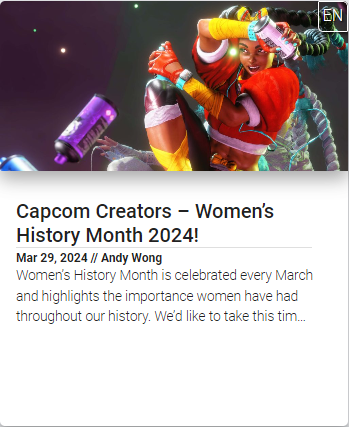 EN
Capcom Creators – Women's
History Month 2024!
Mar 29, 2024 // Andy Wong
Women's History Month is celebrated every March
and highlights the importance women have had
throughout our history. We'd like to take this tim...